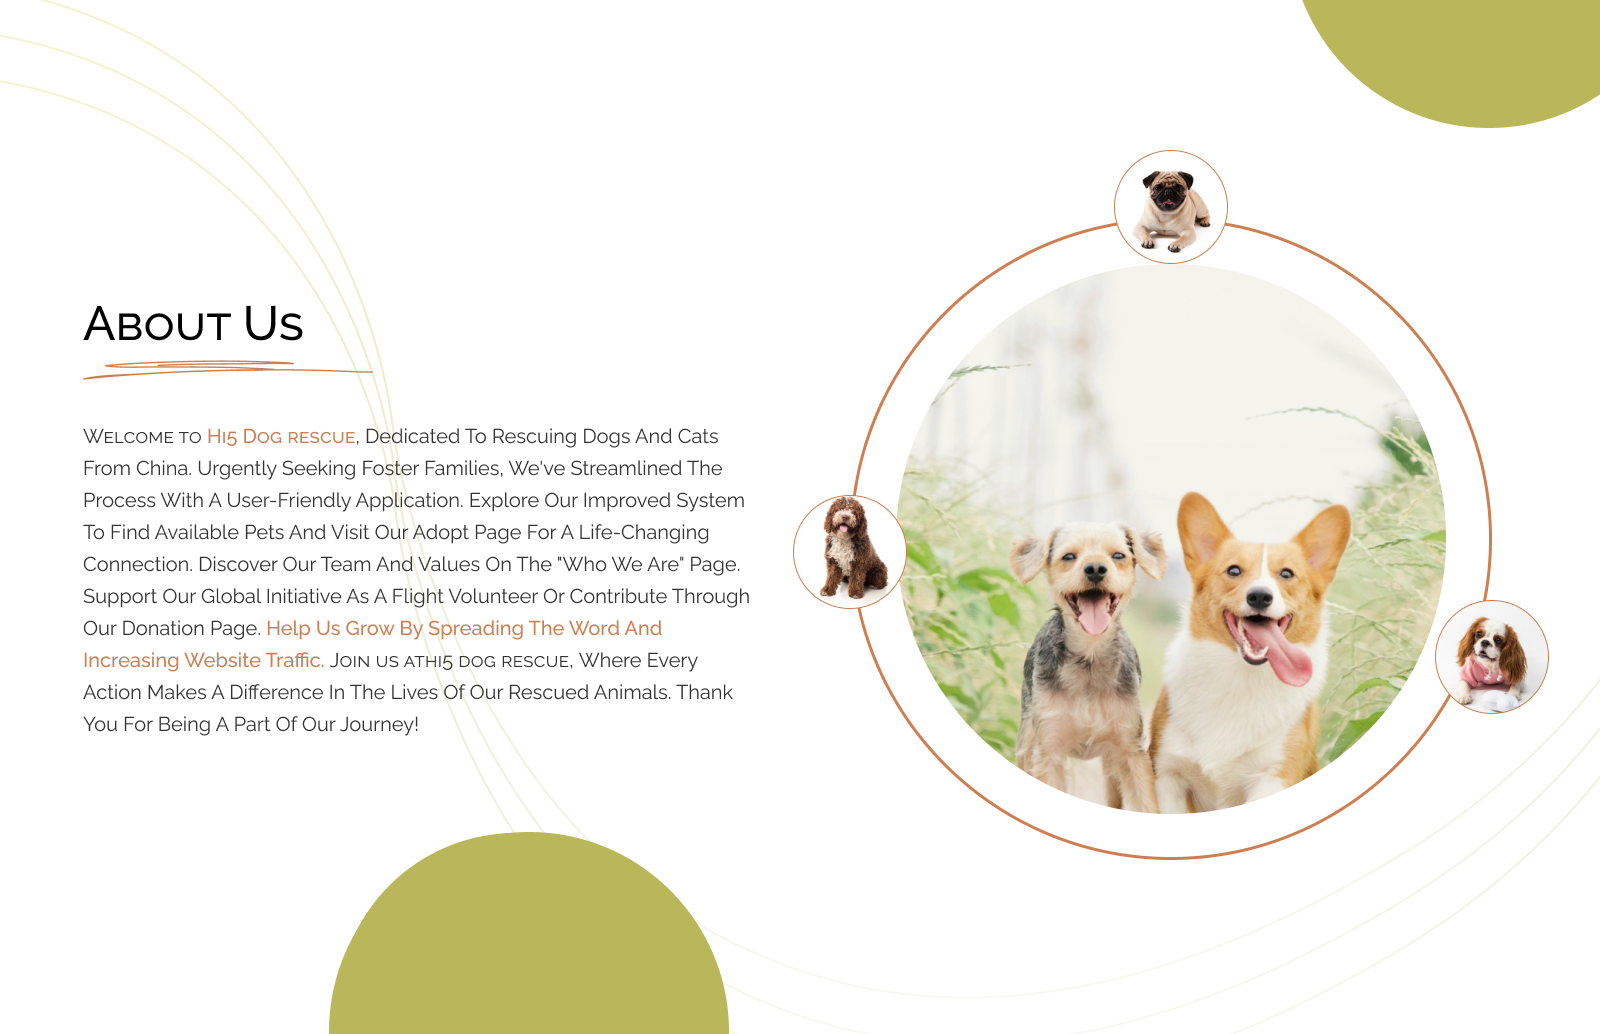 About Us
Welcome to Hi5 Dog rescue, Dedicated To Rescuing Dogs And Cats
From China. Urgently Seeking Foster Families, We've Streamlined The
Process With A User-Friendly Application. Explore Our Improved System
To Find Available Pets And Visit Our Adopt Page For A Life-Changing
Connection. Discover Our Team And Values On The "Who We Are" Page.
Support Our Global Initiative As A Flight Volunteer Or Contribute Through
Our Donation Page. Help Us Grow By Spreading The Word And
Increasing Website Traffic. Join us atHi5 dog rescue, Where Every
Action Makes A Difference In The Lives Of Our Rescued Animals. Thank
You For Being A Part Of Our Journey!